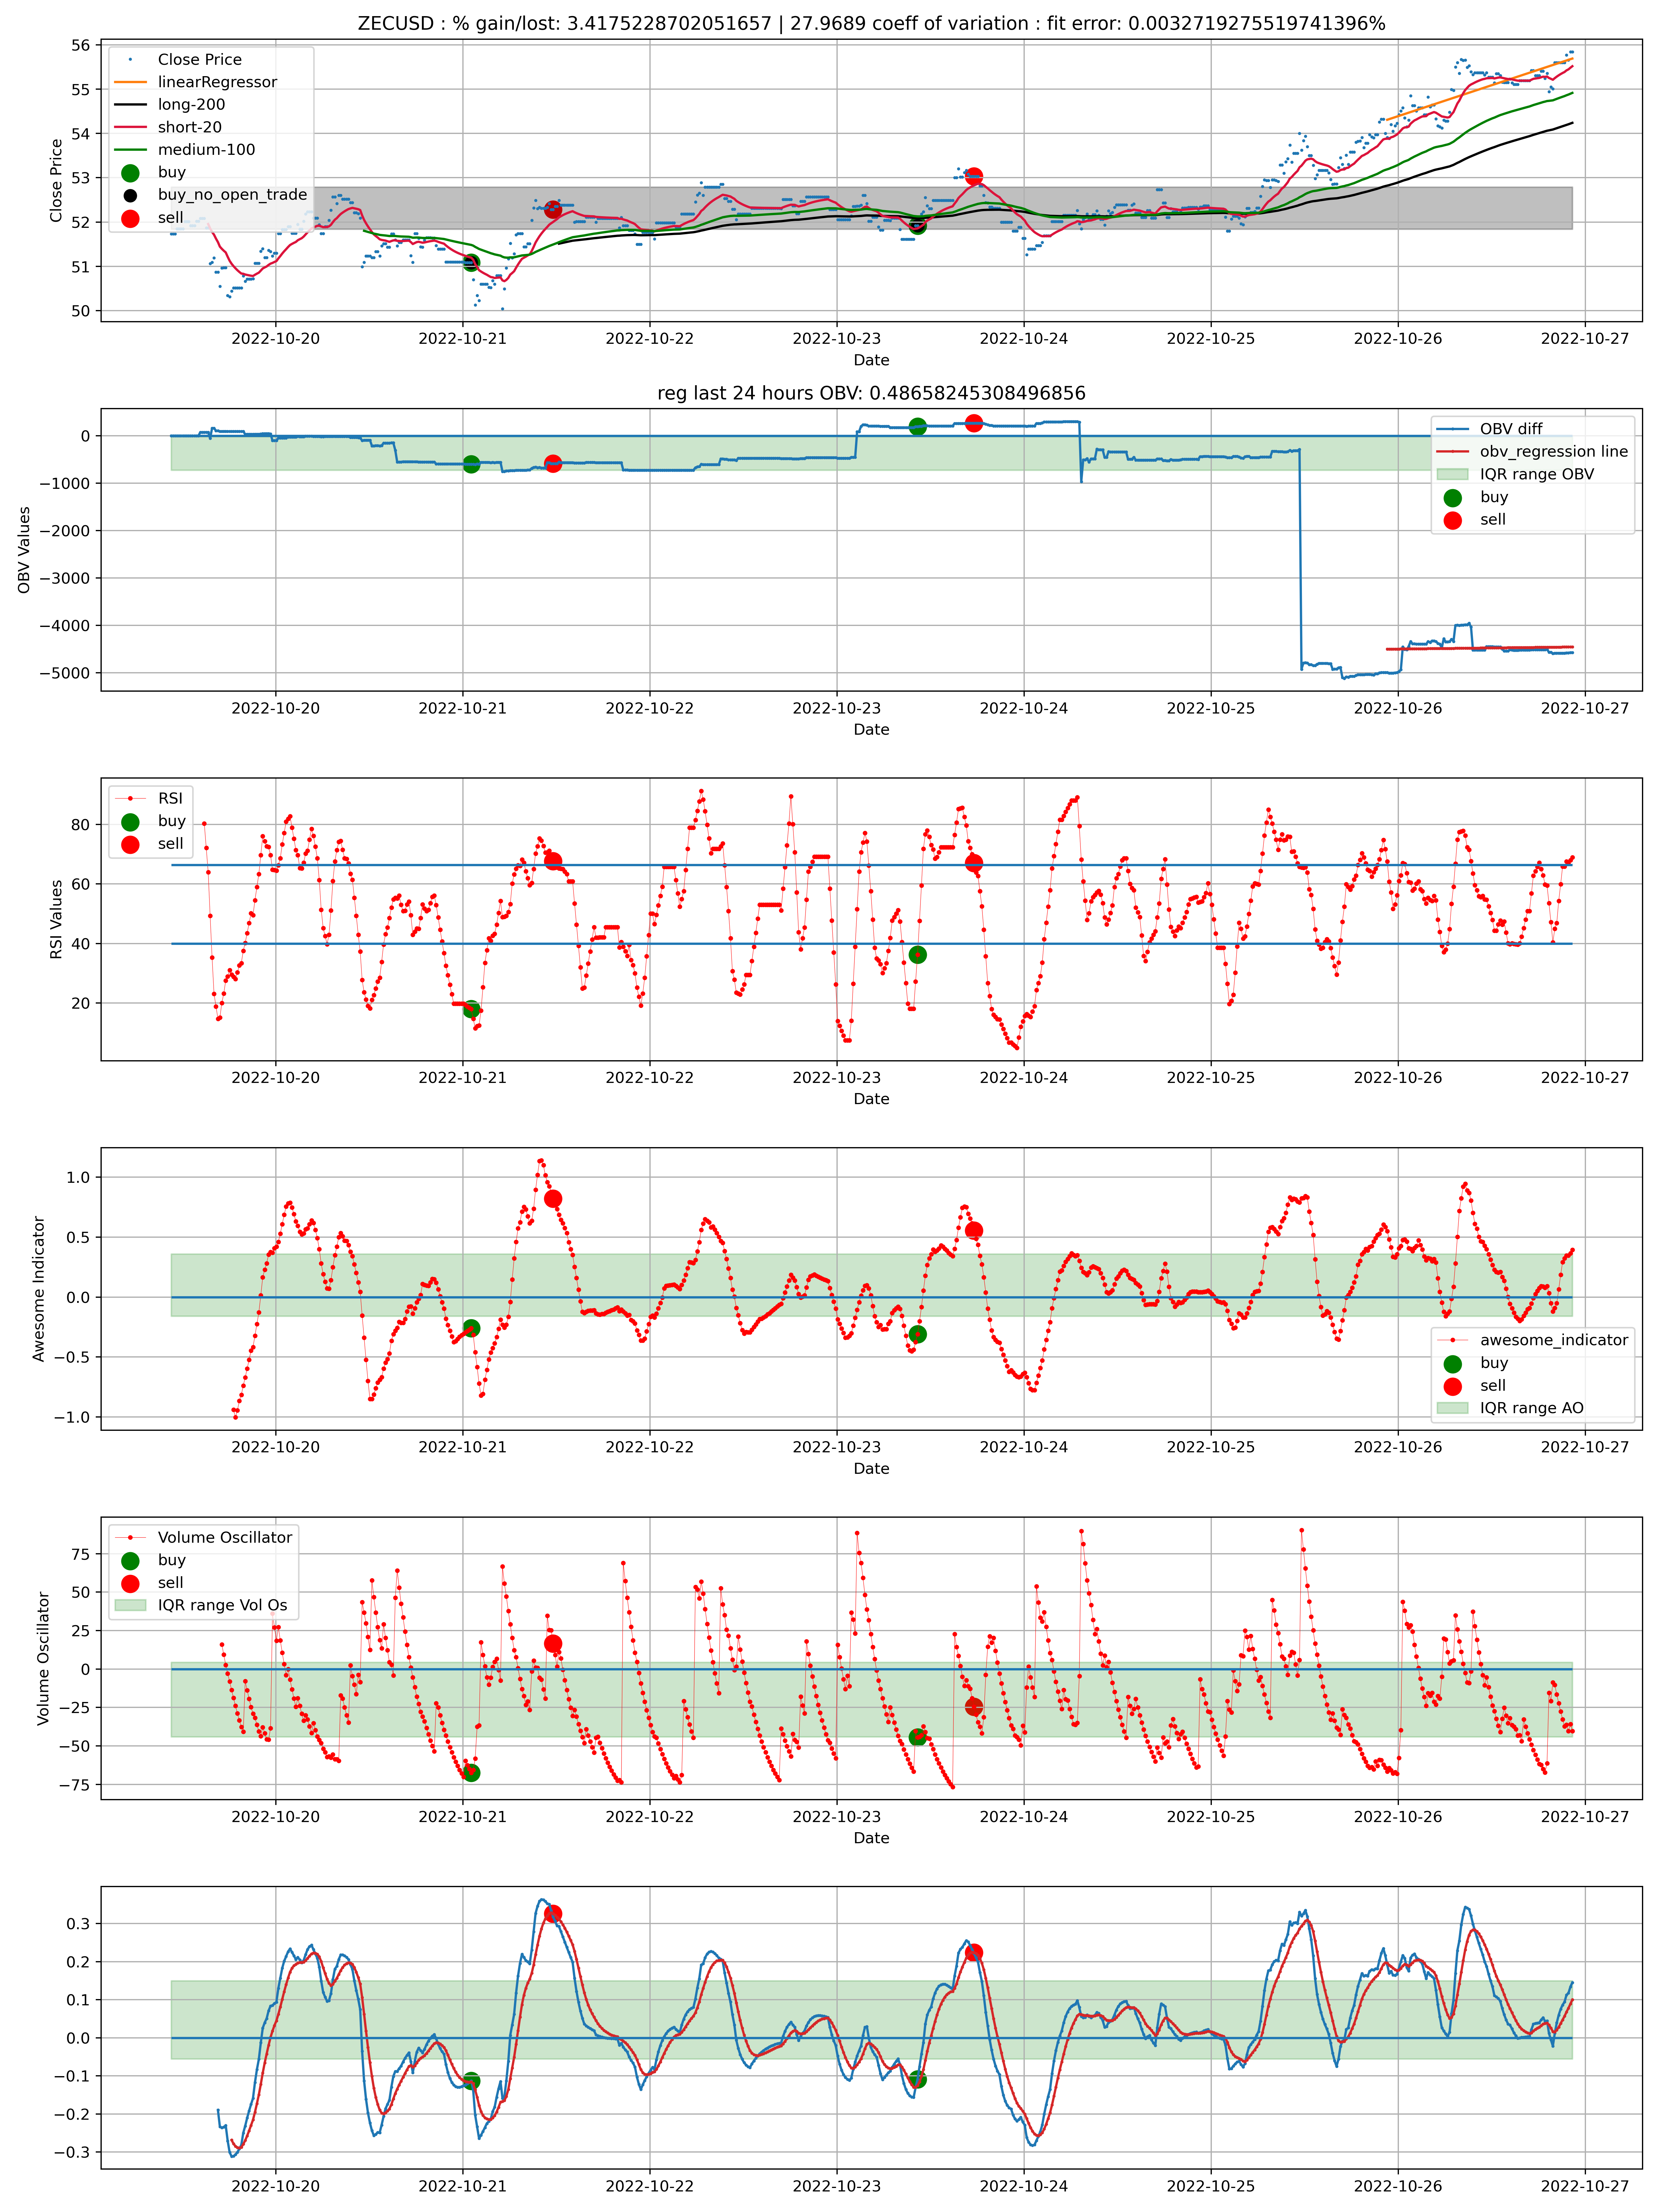 ZECUSD : % gain/lost: 3.4175228702051657 | 27.9689 coeff of variation : fit error: 0.0032719275519741396%
Close Price
56
55
54
53
52
51
50
Close Price
linearRegressor
long-200
short-20
medium-100
buy
buy_no_open_trade
sell
2022-10-20 2022-10-21 2022-10-22 2022-10-23 2022-10-24 2022-10-25 2022-10-26 2022-10-27
Date
reg last 24 hours OBV: 0.48658245308496856
OBV Values
0
−1000
−2000
−3000
−4000
−5000
OBV diff
obv_regression line
IQR range OBV
buy
sell
2022-10-20 2022-10-21 2022-10-22 2022-10-23 2022-10-24 2022-10-25 2022-10-26 2022-10-27
Date
RSI Values
80
60
40
20
RSI
buy
sell
2022-10-20 2022-10-21 2022-10-22 2022-10-23 2022-10-24 2022-10-25 2022-10-26 2022-10-27
Date
Awesome Indicator
1.0
0.5
0.0
−0.5
−1.0
awesome_indicator
buy
sell
IQR range AO
2022-10-20 2022-10-21 2022-10-22 2022-10-23 2022-10-24 2022-10-25 2022-10-26 2022-10-27
Date
Volume Oscillator
75
50
25
0
−25
−50
−75
Volume Oscillator
buy
sell
IQR range Vol Os
2022-10-20 2022-10-21 2022-10-22 2022-10-23 2022-10-24 2022-10-25 2022-10-26 2022-10-27
Date
0.3
0.2
0.1
0.0
−0.1
−0.2
−0.3
2022-10-20 2022-10-21 2022-10-22 2022-10-23 2022-10-24 2022-10-25 2022-10-26 2022-10-27